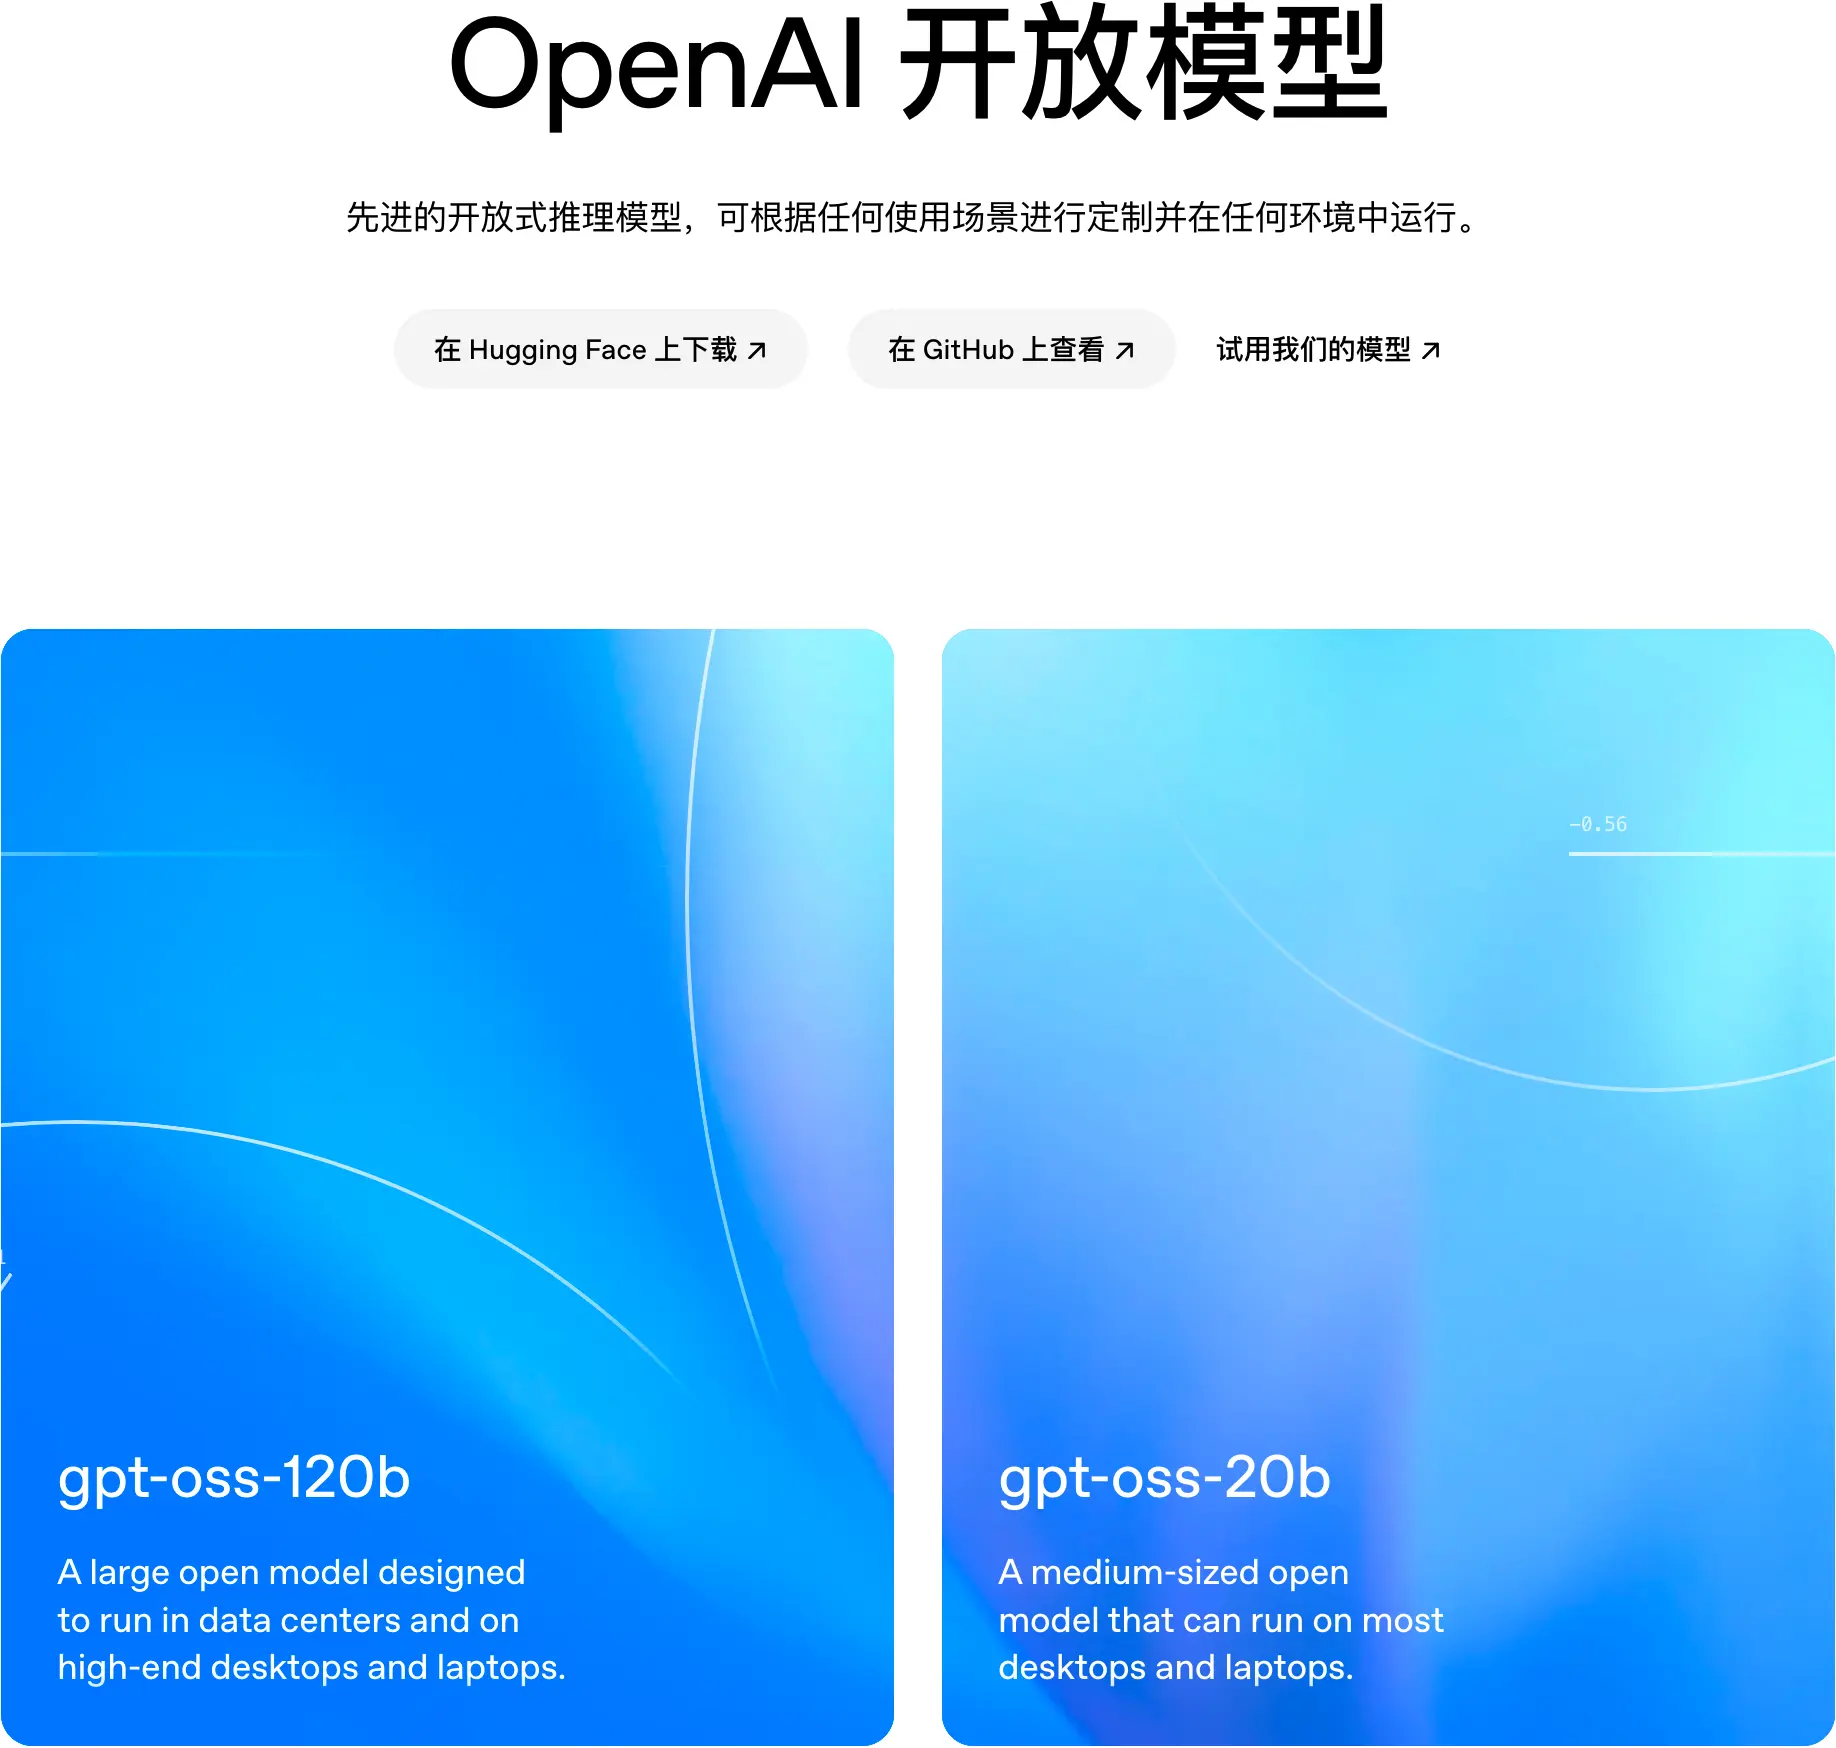 OpenAI 开放模型
先进的开放式推理模型，可根据任何使用场景进行定制并在任何环境中运行。
在 Hugging Face 上下载 ↗
在 GitHub 上查看 ↗
试用我们的模型 ↗
-0.56
gpt-oss-120b
A large open model designed
to run in data centers and on
high-end desktops and laptops.
gpt-oss-20b
A medium-sized open
model that can run on most
desktops and laptops.